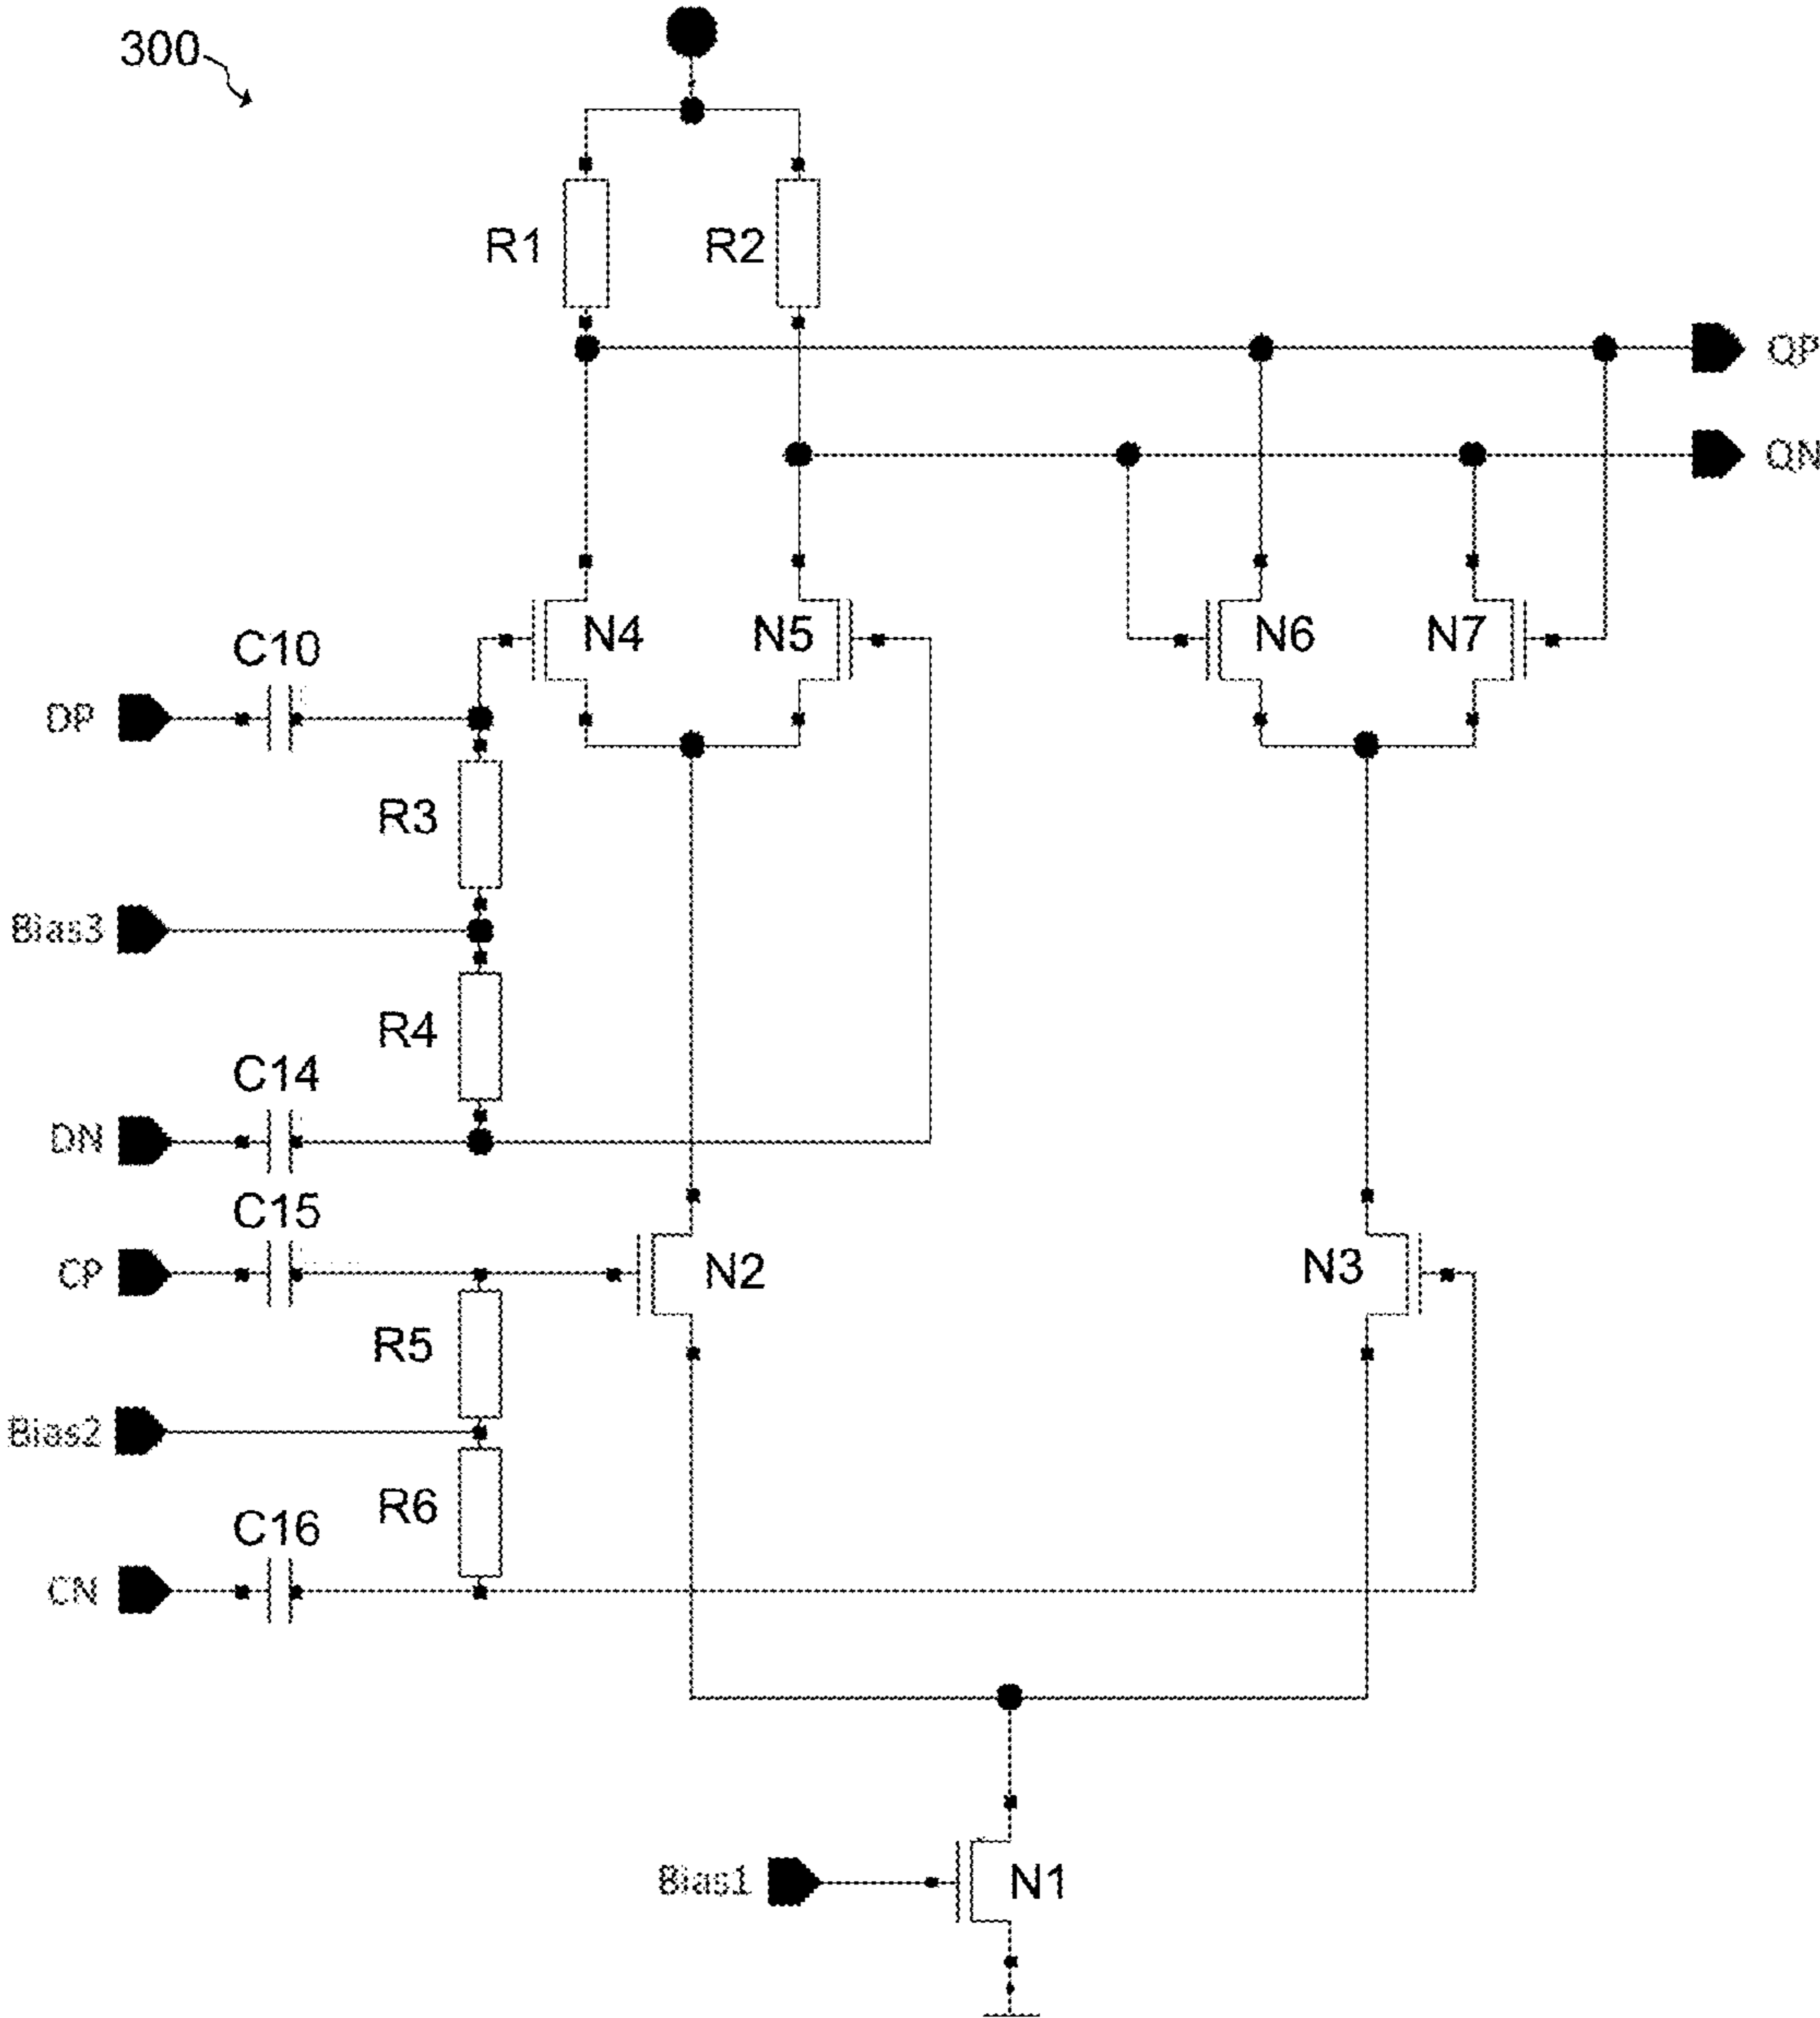 300
R1
R2
QP
QN
N4
N5
N6
N7
C10
DP
R3
Bias3
R4
C14
DN
C15
CP
N2
N3
R5
Bias2
R6
C16
CN
Bias1
N1